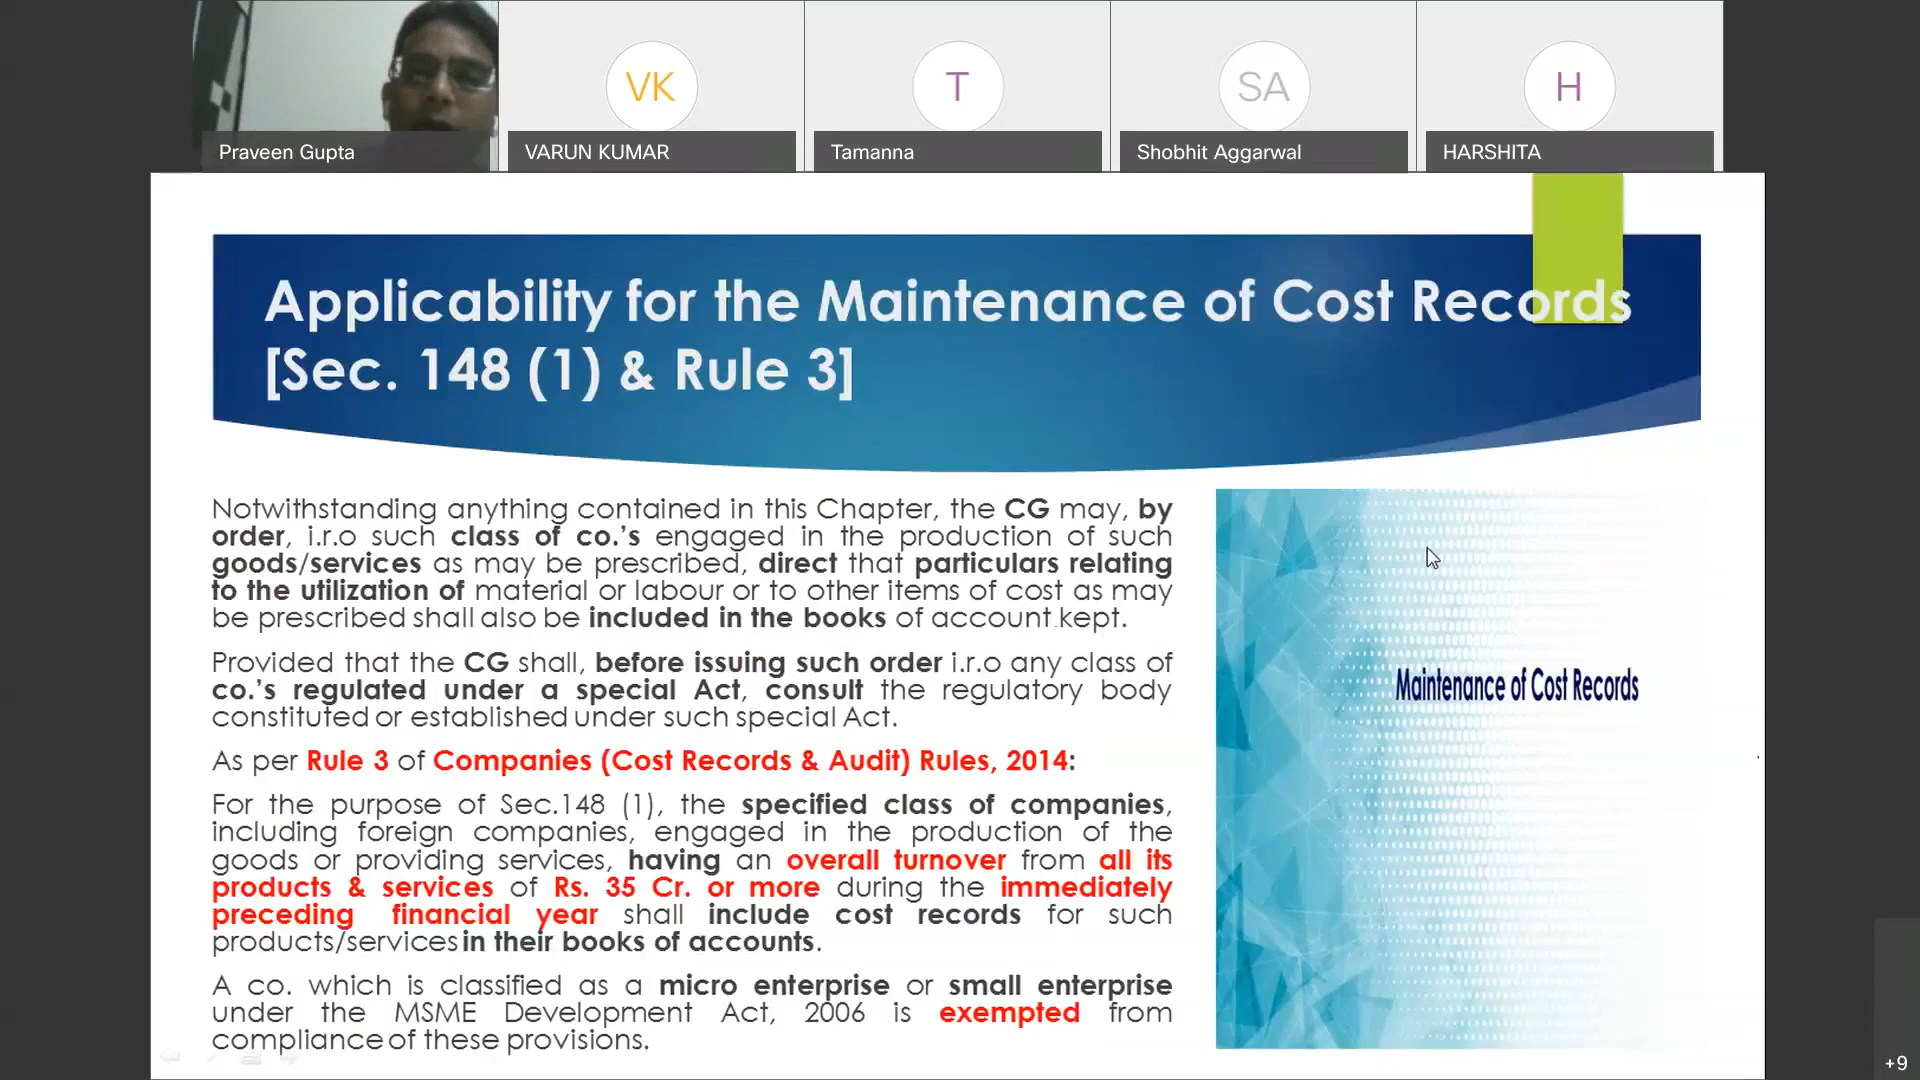 VK
T
SA
H
Praveen Gupta
VARUN KUMAR
Tamanna
Shobhit Aggarwal
HARSHITA
Applicability for the Maintenance of Cost Records
[Sec. 148 (1) & Rule 3]
Notwithstanding anything contained in this Chapter, the CG may, by
order, i.r.o such class of co.'s engaged in the production of such
goods/services as may be prescribed, direct that particulars relating
to the utilization of material or labour or to other items of cost as may
be prescribed shall also be included in the books of account kept.
Provided that the CG shall, before issuing such order i.r.o any class of
co.'s regulated under a special Act, consult the regulatory body
constituted or established under such special Act.
As per Rule 3 of Companies (Cost Records & Audit) Rules, 2014:
For the purpose of Sec.148 (1), the specified class of companies,
including foreign companies, engaged in the production of the
goods or providing services, having an overall turnover from all its
products & services of Rs. 35 Cr. or more during the immediately
preceding financial year shall include cost records for such
products/services in their books of accounts.
A co. which is classified as a micro enterprise or small enterprise
under the MSME Development Act, 2006 is exempted from
compliance of these provisions.
Maintenance of Cost Records
+9